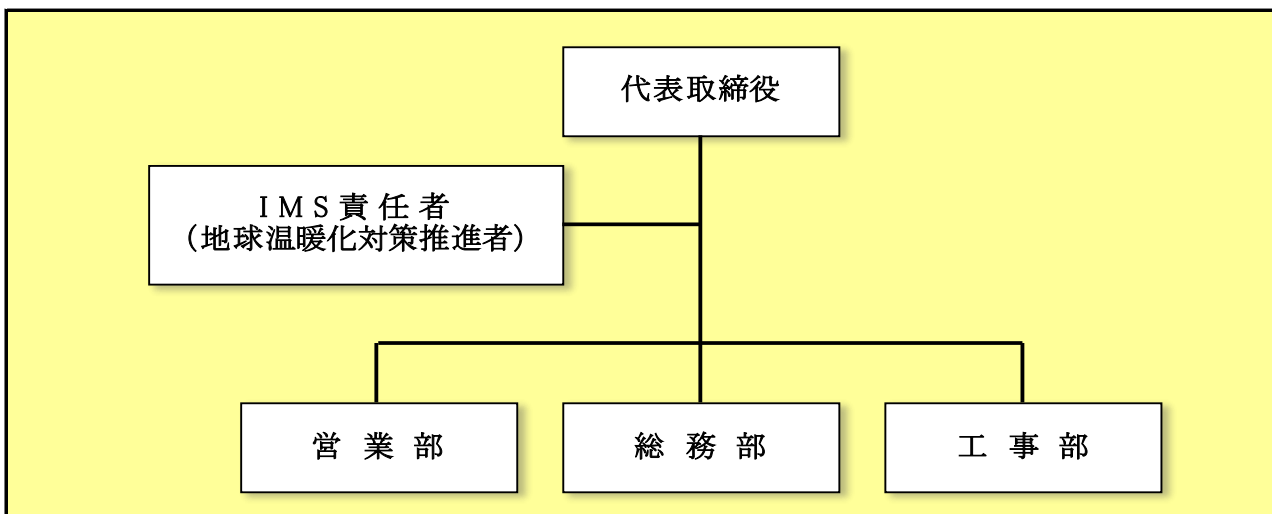 代表取締役
IMS責任者
（地球温暖化対策推進者）
営業部
総務部
工事部